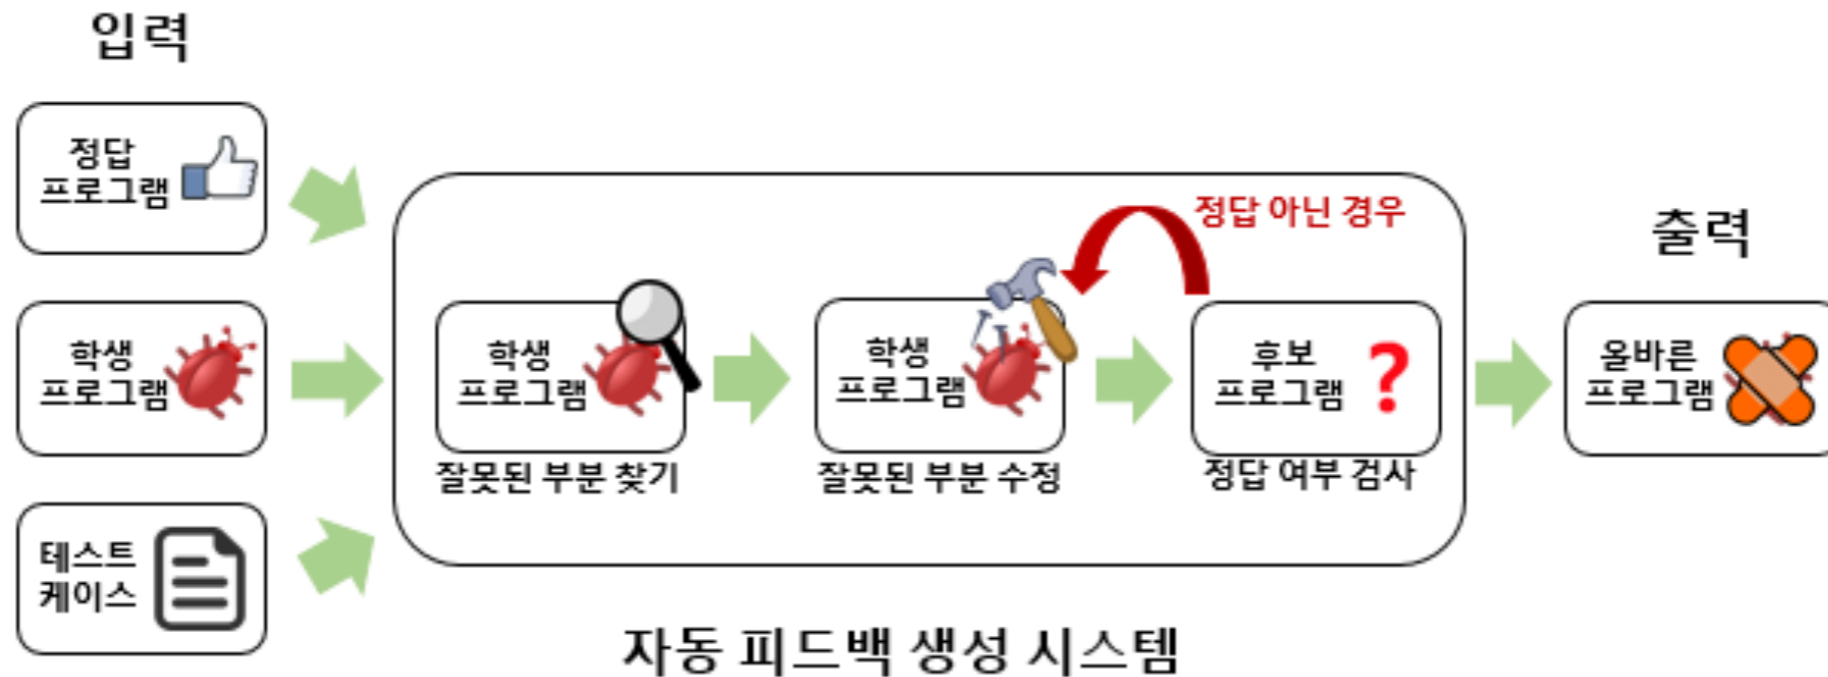 입력
정답
프로그램
학생
프로그램
테스트
케이스
학생
프로그램
잘못된 부분 찾기
학생
프로그램
잘못된 부분 수정
정답 아닌 경우
후보
프로그램
?
정답 여부 검사
출력
올바른
프로그램
자동 피드백 생성 시스템